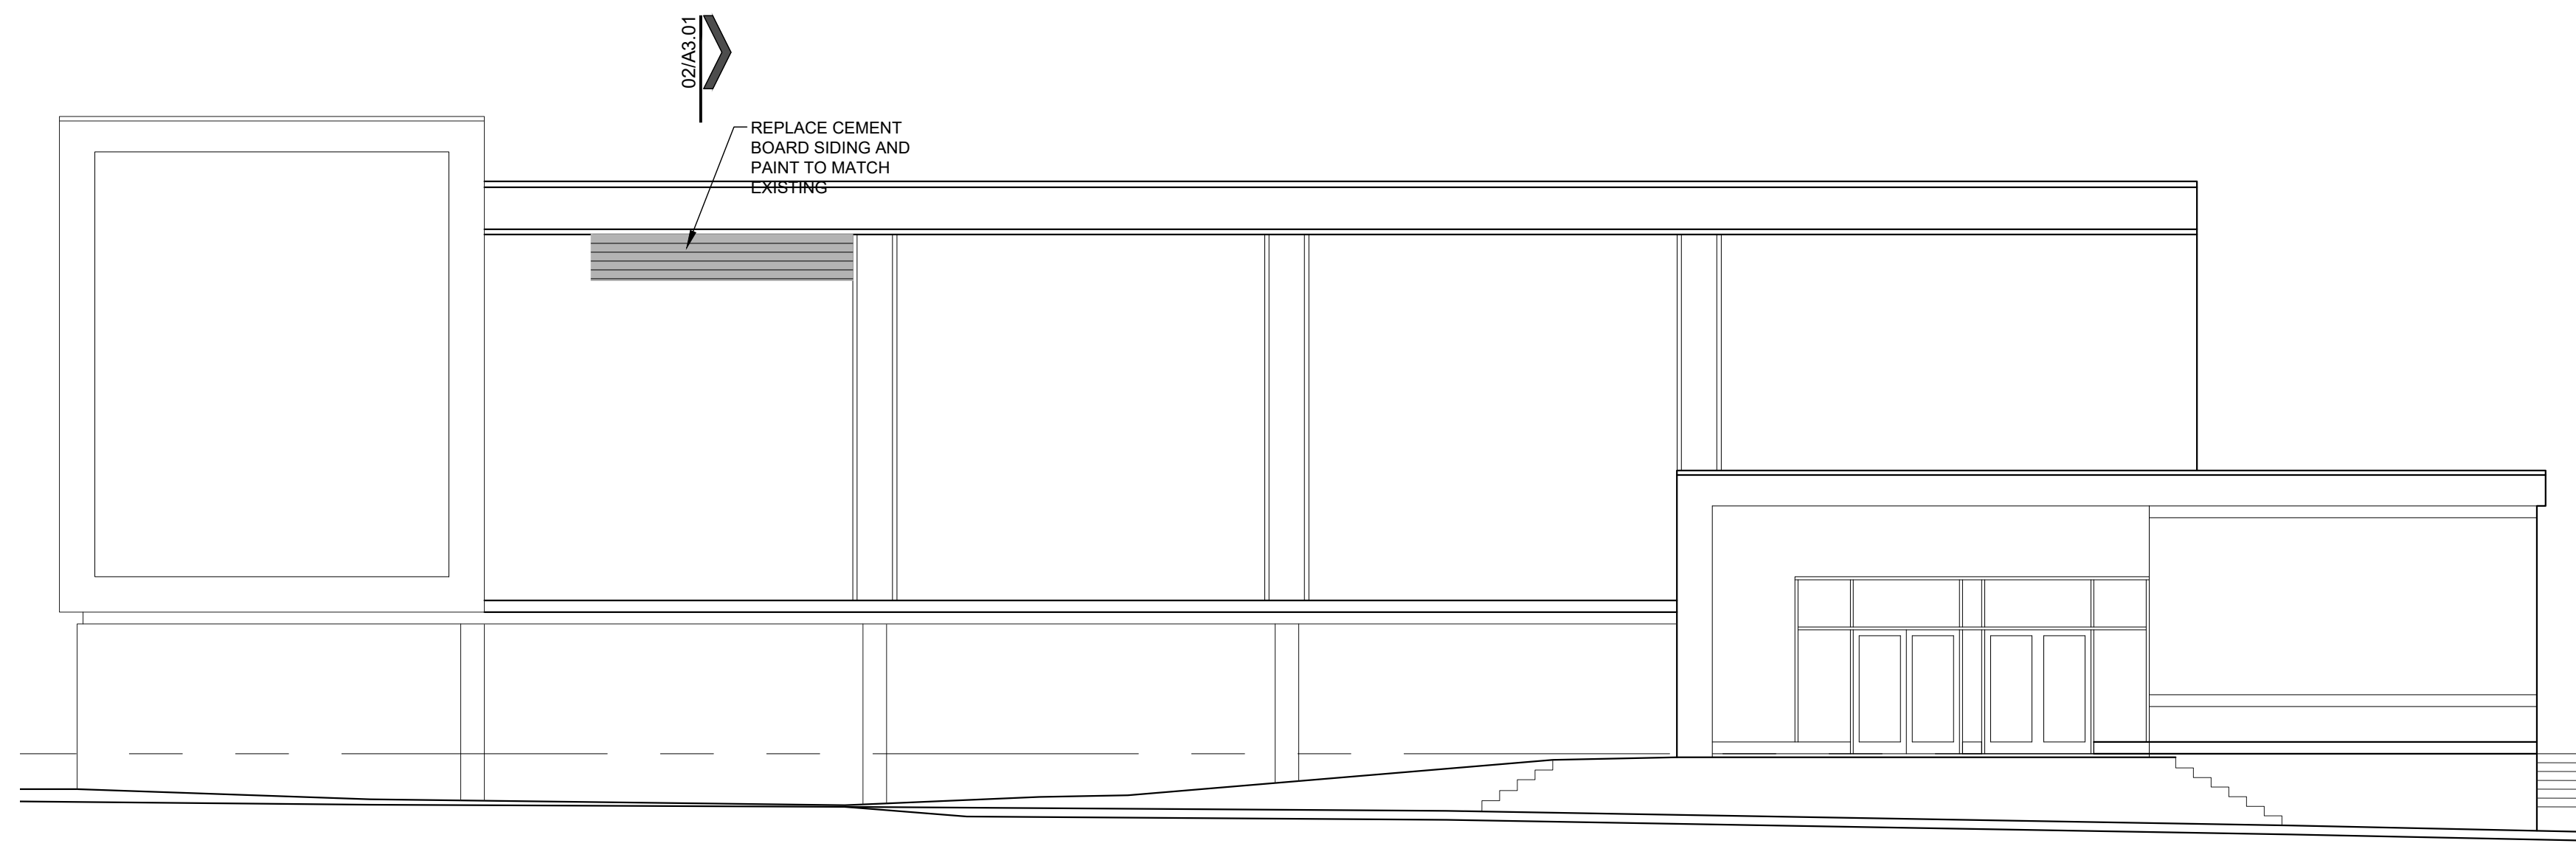 02/A3.01
REPLACE CEMENT
BOARD SIDING AND
PAINT TO MATCH
EXISTING